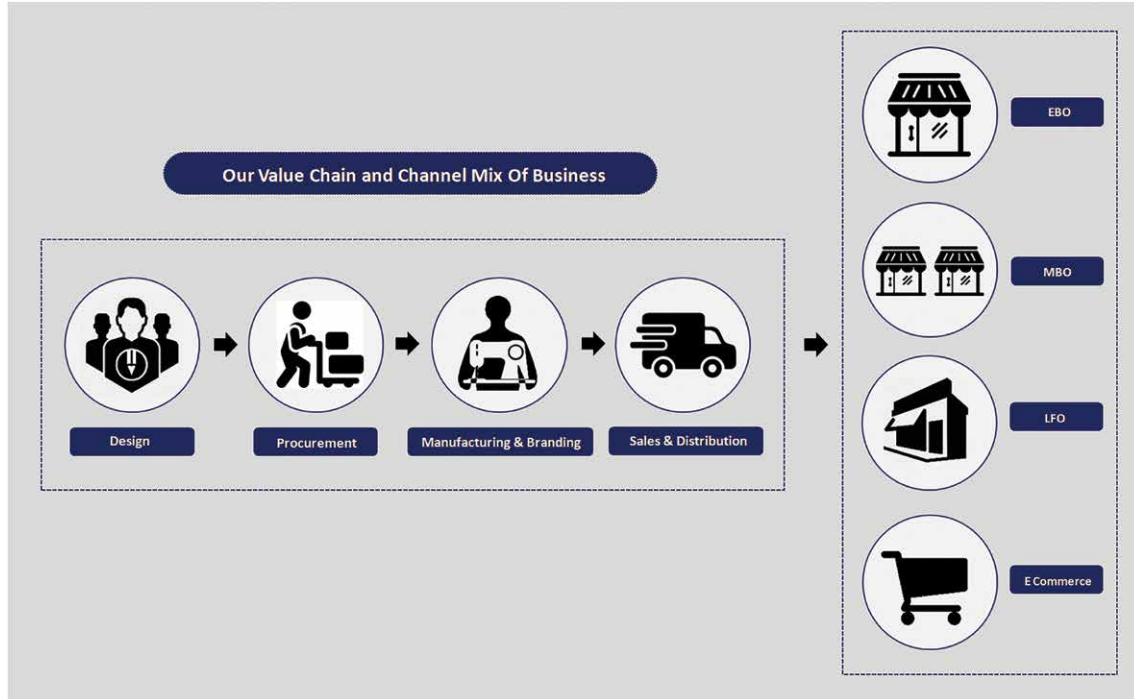 Our Value Chain and Channel Mix Of Business
Design
Procurement
Manufacturing & Branding
Sales & Distribution
EBO
MBO
LFO
E Commerce